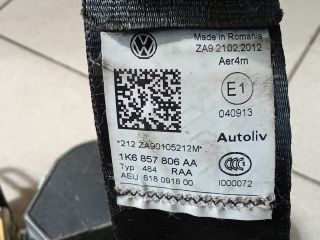 Made in Romania
ZA9 21.02.2012
Aer4m
E1
040913
Autoliv
*212 ZA90105212M*
1K6 857 806 AA
Typ 484 RAA
AEU 618 0918 00
I000072